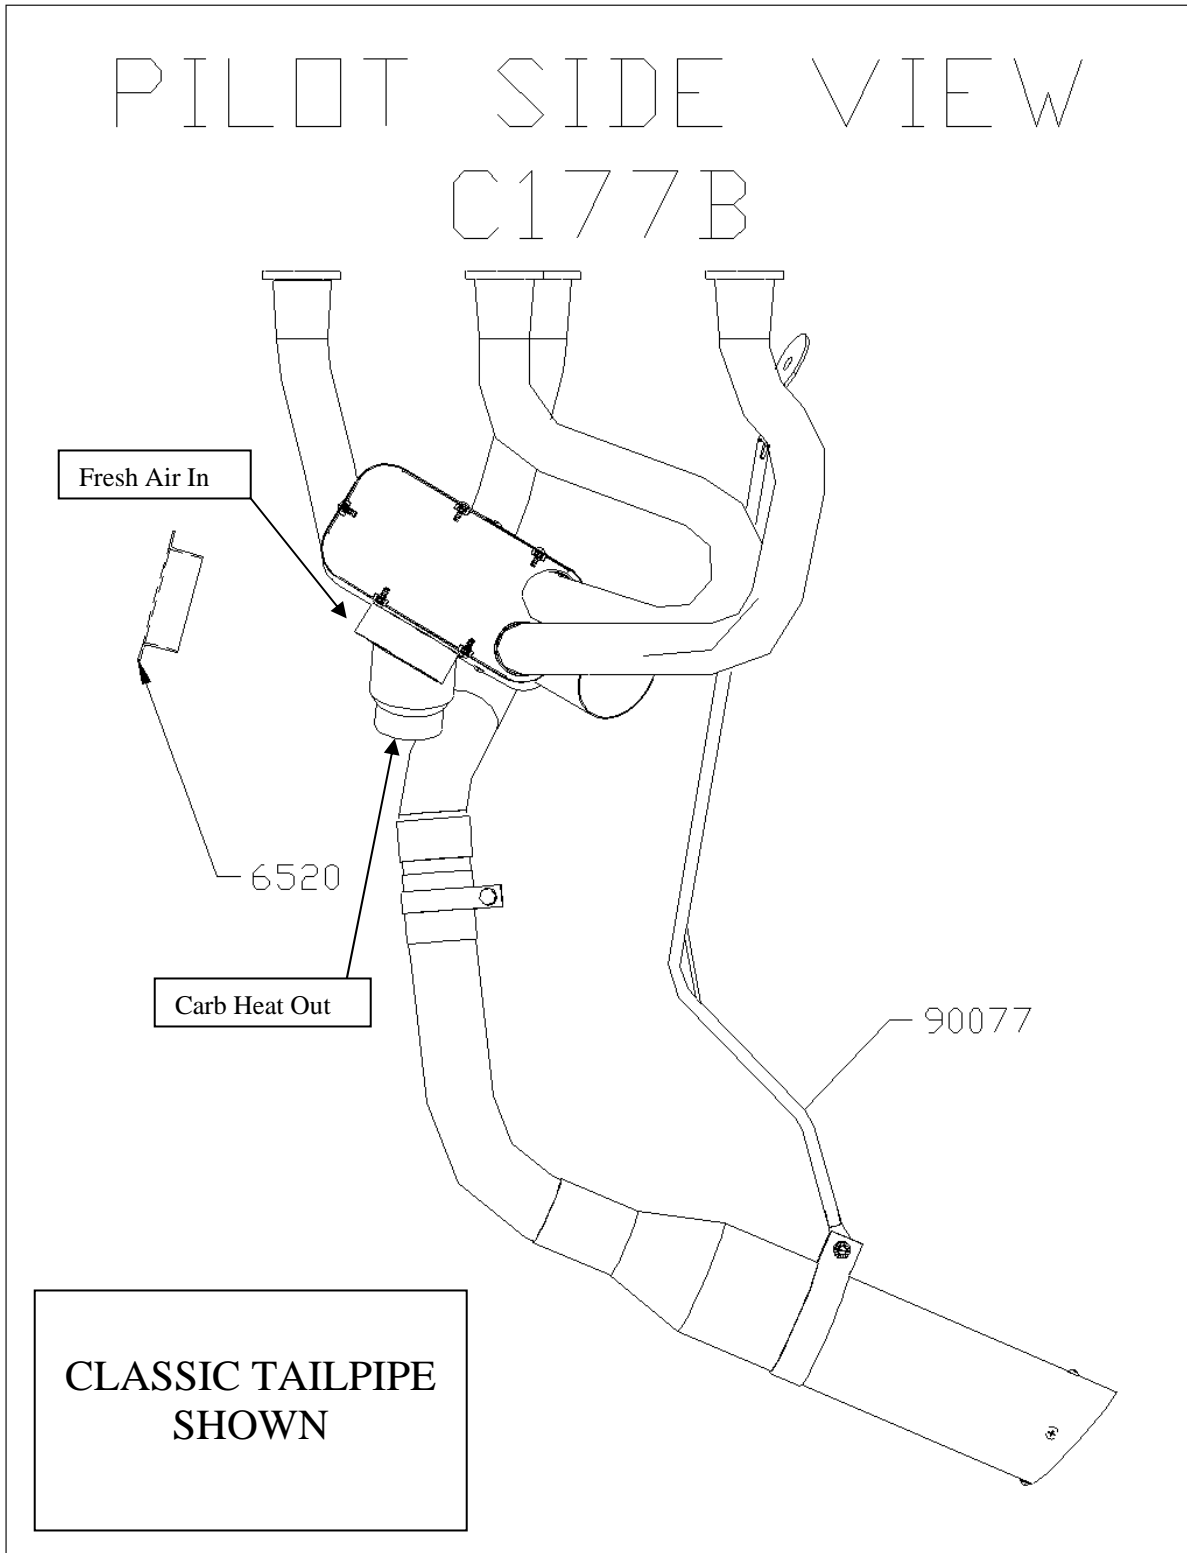 PILOT SIDE VIEW
C177B
Fresh Air In
6520
Carb Heat Out
90077
CLASSIC TAILPIPE
SHOWN